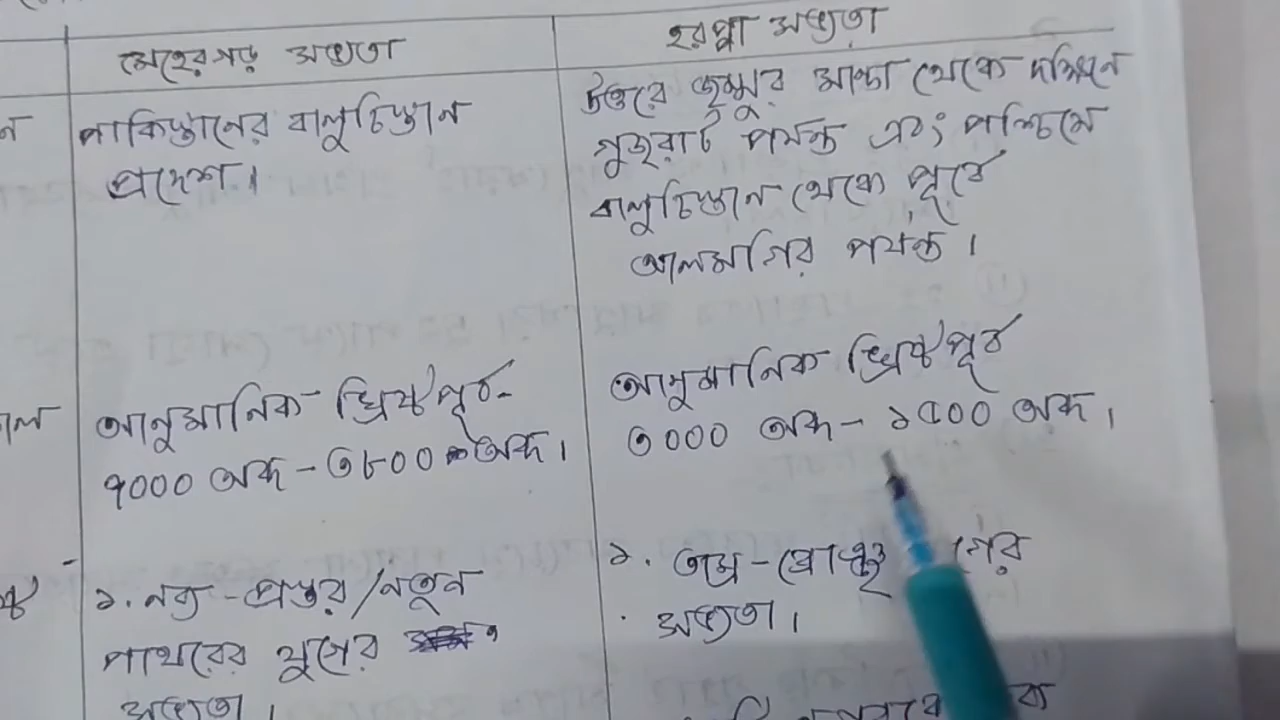 মেহেরগড় সভ্যতা
হরপ্পা সভ্যতা
পাকিস্তানের বালুচিস্তান
প্রদেশ।
উত্তরে জম্মুর মান্ডা থেকে দক্ষিনে
গুজরাট পর্যন্ত এবং পশ্চিমে
বালুচিস্তান থেকে পূর্বে
আলমগির পর্যন্ত।
আনুমানিক খ্রিষ্টপূর্ব-
৭০০০ অব্দ – ৩৮০০ অব্দ।
আনুমানিক খ্রিষ্টপূর্ব
৩০০০ অব্দ – ১৫০০ অব্দ।
১. নব্য-প্রস্তর/নতুন
পাথরের যুগের
সভ্যতা।
১. তাম্র-প্রোঞ্জ গের
সভ্যতা।